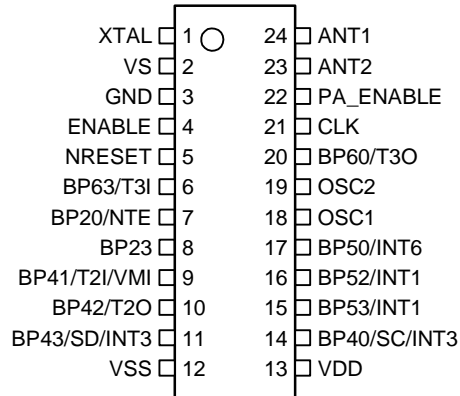 XTAL 1 24 ANT1
VS 2 23 ANT2
GND 3 22 PA_ENABLE
ENABLE 4 21 CLK
NRESET 5 20 BP60/T3O
BP63/T3I 6 19 OSC2
BP20/NTE 7 18 OSC1
BP23 8 17 BP50/INT6
BP41/T2I/VMI 9 16 BP52/INT1
BP42/T2O 10 15 BP53/INT1
BP43/SD/INT3 11 14 BP40/SC/INT3
VSS 12 13 VDD